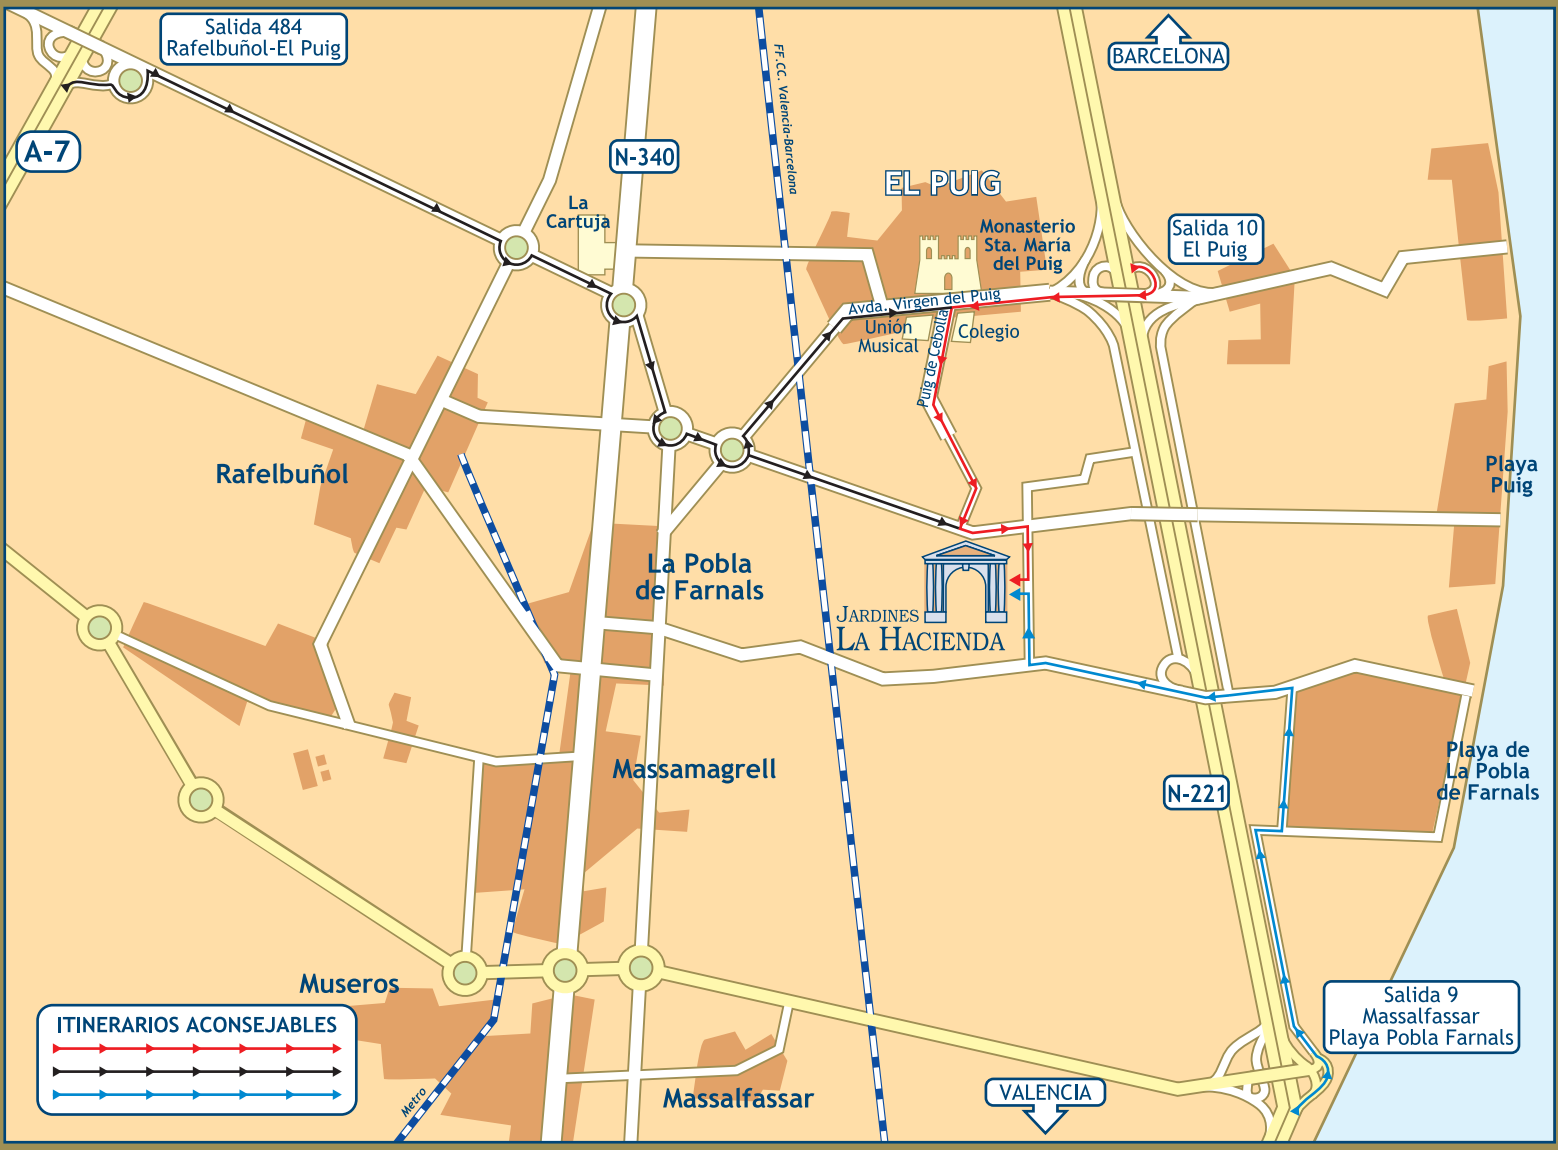 Salida 484
Rafelbuñol-El Puig
BARCELONA
A-7
N-340
FF.CC. Valencia-Barcelona
La
Cartuja
EL PUIG
Monasterio
Sta. María
del Puig
Salida 10
El Puig
Avda. Virgen del Puig
Unión
Musical
Colegio
Puig de Cebolla
Rafelbuñol
Playa
Puig
La Pobla
de Farnals
JARDINES
LA HACIENDA
Massamagrell
N-221
Playa de
La Pobla
de Farnals
Museros
Salida 9
Massalfassar
Playa Pobla Farnals
ITINERARIOS ACONSEJABLES
Metro
Massalfassar
VALENCIA